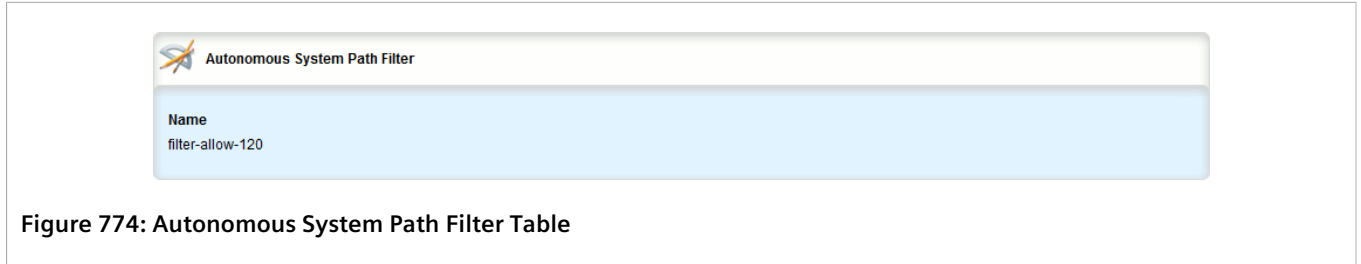 Autonomous System Path Filter
Name
filter-allow-120
Figure 774: Autonomous System Path Filter Table